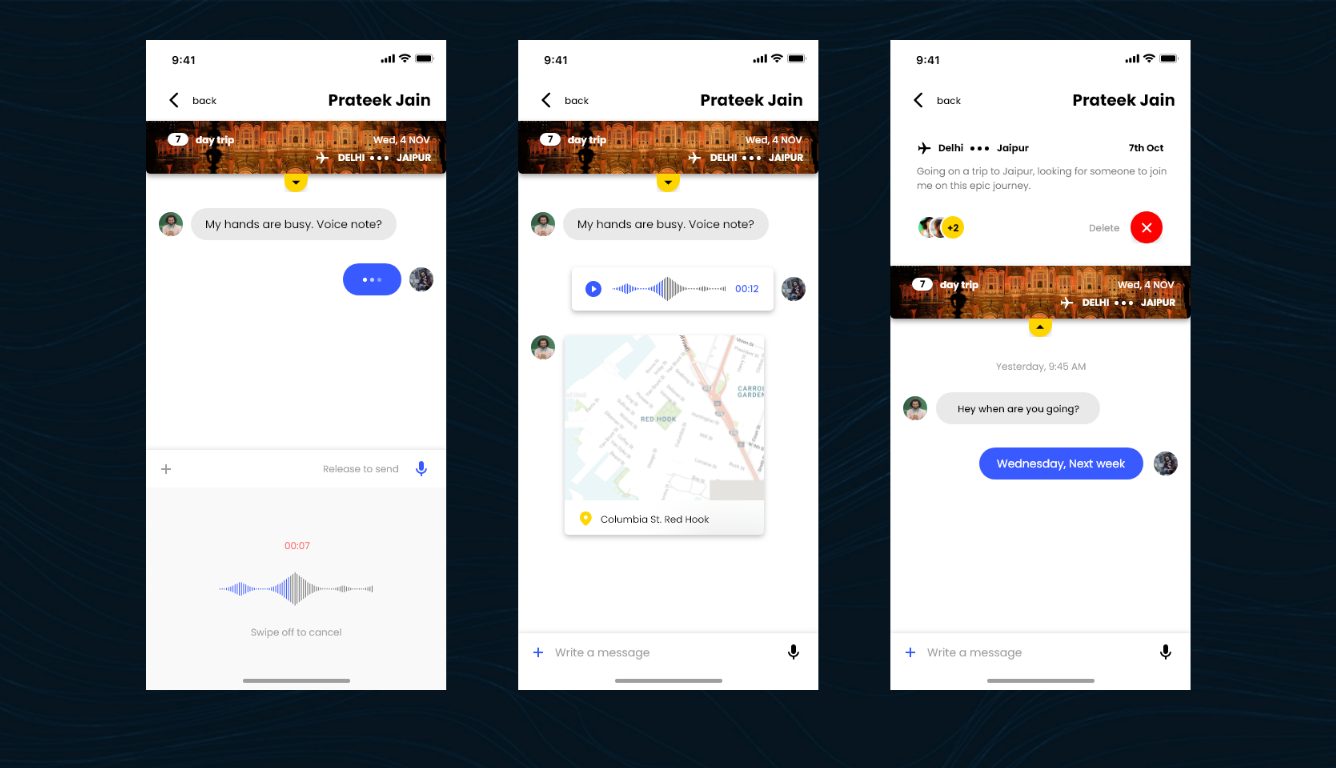 9:41
back
Prateek Jain
7 day trip
Wed, 4 NOV
DELHI ••• JAIPUR
My hands are busy. Voice note?
Release to send
00:07
Swipe off to cancel
9:41
back
Prateek Jain
7 day trip
Wed, 4 NOV
DELHI ••• JAIPUR
My hands are busy. Voice note?
00:12
CARROL
GARDEN
RED HOOK
Columbia St. Red Hook
+ Write a message
9:41
back
Prateek Jain
Delhi ••• Jaipur
7th Oct
Going on a trip to Jaipur, looking for someone to join
me on this epic journey.
+2
Delete
7 day trip
Wed, 4 NOV
DELHI ••• JAIPUR
Yesterday, 9:45 AM
Hey when are you going?
Wednesday, Next week
+ Write a message